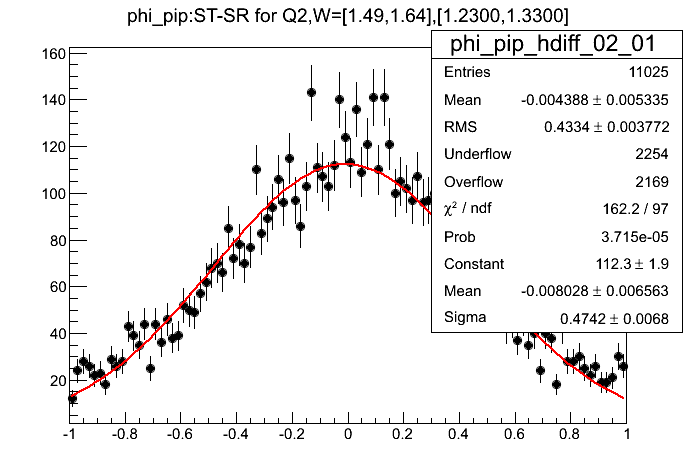 phi_pip:ST-SR for Q2,W=[1.49,1.64],[1.2300,1.3300]
phi_pip_hdiff_02_01
Entries 11025
Mean -0.004388 ± 0.005335
RMS 0.4334 ± 0.003772
Underflow 2254
Overflow 2169
χ² / ndf 162.2 / 97
Prob 3.715e-05
Constant 112.3 ± 1.9
Mean -0.008028 ± 0.006563
Sigma 0.4742 ± 0.0068
160
140
120
100
80
60
40
20
-1 -0.8 -0.6 -0.4 -0.2 0 0.2 0.4 0.6 0.8 1